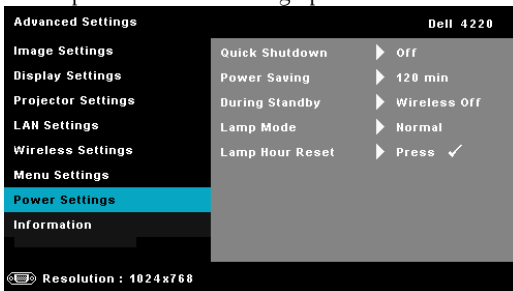 Advanced Settings Dell 4220
Image Settings
Display Settings
Projector Settings
LAN Settings
Wireless Settings
Menu Settings
Power Settings
Information
Quick Shutdown Off
Power Saving 120 min
During Standby Wireless Off
Lamp Mode Normal
Lamp Hour Reset Press ✓
Resolution : 1024x768